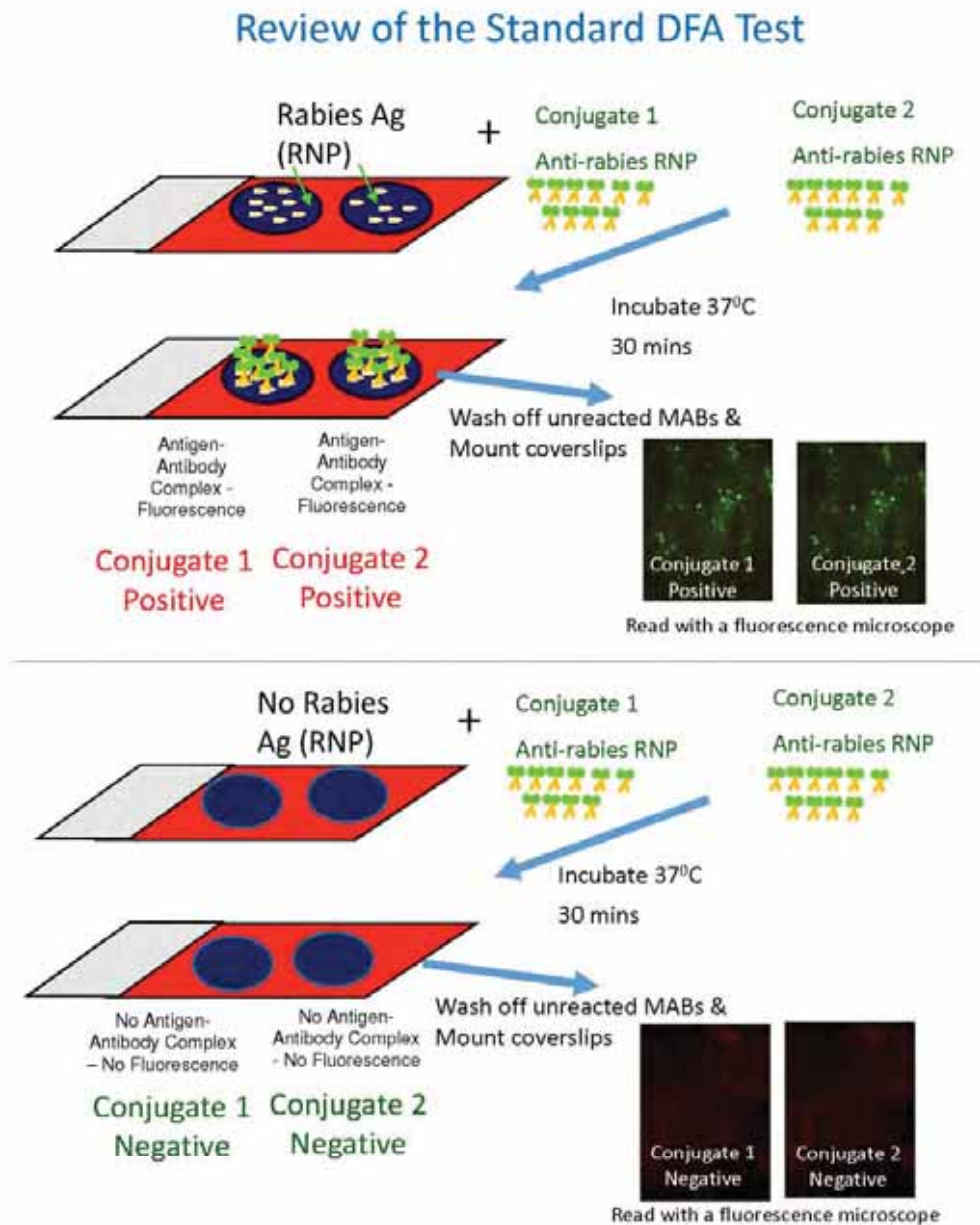 Review of the Standard DFA Test
Rabies Ag
(RNP)
+
Conjugate 1
Anti-rabies RNP
Conjugate 2
Anti-rabies RNP
Incubate 37⁰C
30 mins
Antigen-
Antibody
Complex -
Fluorescence
Antigen-
Antibody
Complex -
Fluorescence
Conjugate 1
Positive
Conjugate 2
Positive
Wash off unreacted MABs &
Mount coverslips
Conjugate 1
Positive
Conjugate 2
Positive
Read with a fluorescence microscope
No Rabies
Ag (RNP)
+
Conjugate 1
Anti-rabies RNP
Conjugate 2
Anti-rabies RNP
Incubate 37⁰C
30 mins
No Antigen-
Antibody Complex
– No Fluorescence
No Antigen-
Antibody Complex
- No Fluorescence
Conjugate 1
Negative
Conjugate 2
Negative
Wash off unreacted MABs &
Mount coverslips
Conjugate 1
Negative
Conjugate 2
Negative
Read with a fluorescence microscope